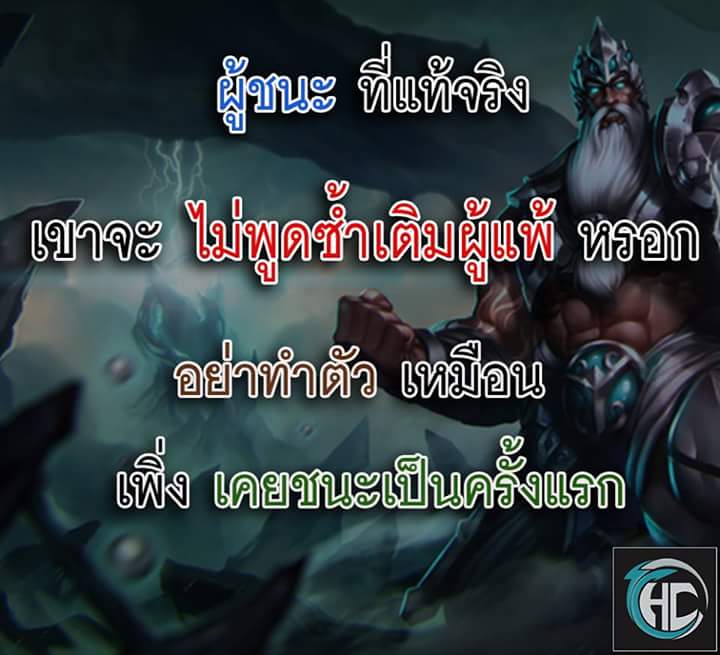 ผู้ชนะ ที่แท้จริง
เขาจะ ไม่พูดซ้ำเติมผู้แพ้ หรอก
อย่าทำตัว เหมือน
เพิ่ง เคยชนะเป็นครั้งแรก
HC